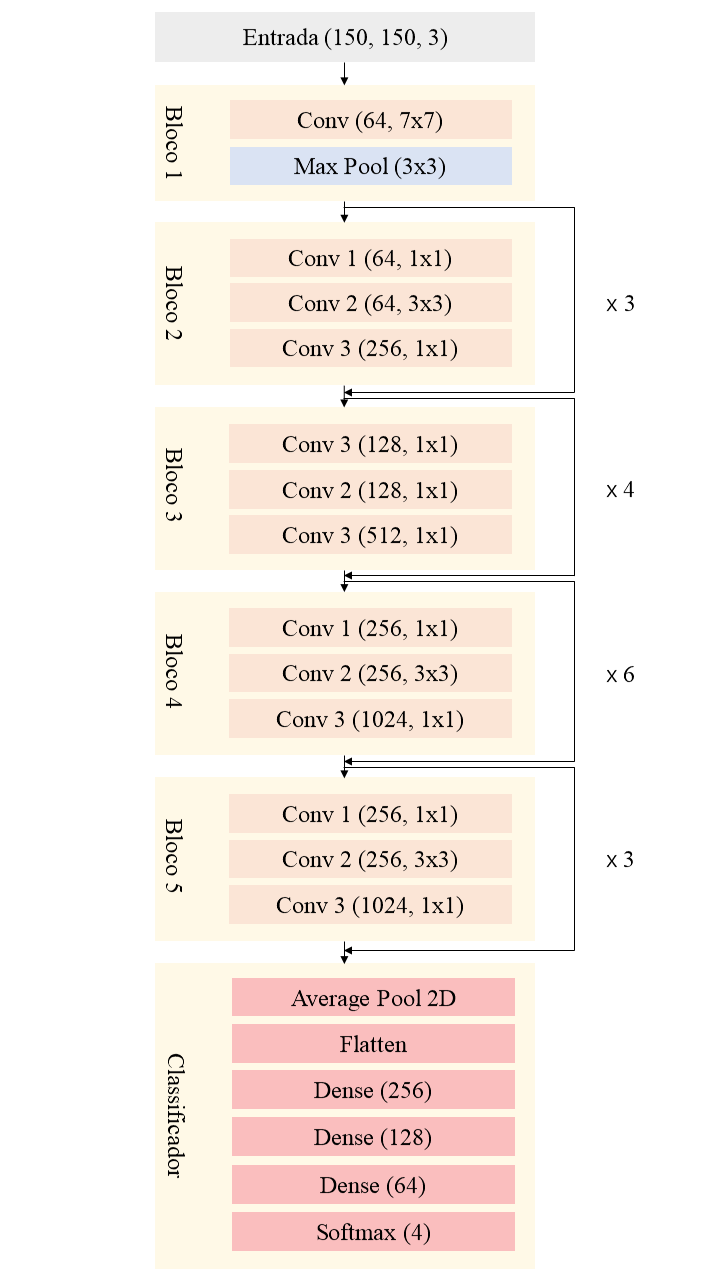 Entrada (150, 150, 3)
Bloco 1
Conv (64, 7x7)
Max Pool (3x3)
Bloco 2
Conv 1 (64, 1x1)
Conv 2 (64, 3x3)
Conv 3 (256, 1x1)
x 3
Bloco 3
Conv 3 (128, 1x1)
Conv 2 (128, 1x1)
Conv 3 (512, 1x1)
x 4
Bloco 4
Conv 1 (256, 1x1)
Conv 2 (256, 3x3)
Conv 3 (1024, 1x1)
x 6
Bloco 5
Conv 1 (256, 1x1)
Conv 2 (256, 3x3)
Conv 3 (1024, 1x1)
x 3
Classificador
Average Pool 2D
Flatten
Dense (256)
Dense (128)
Dense (64)
Softmax (4)